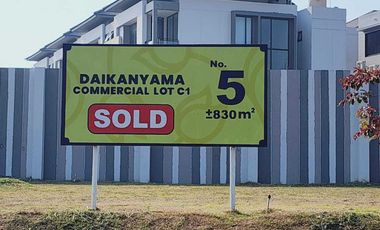 DAIKANYAMA
COMMERCIAL LOT C1
SOLD
No.
5
±830m²